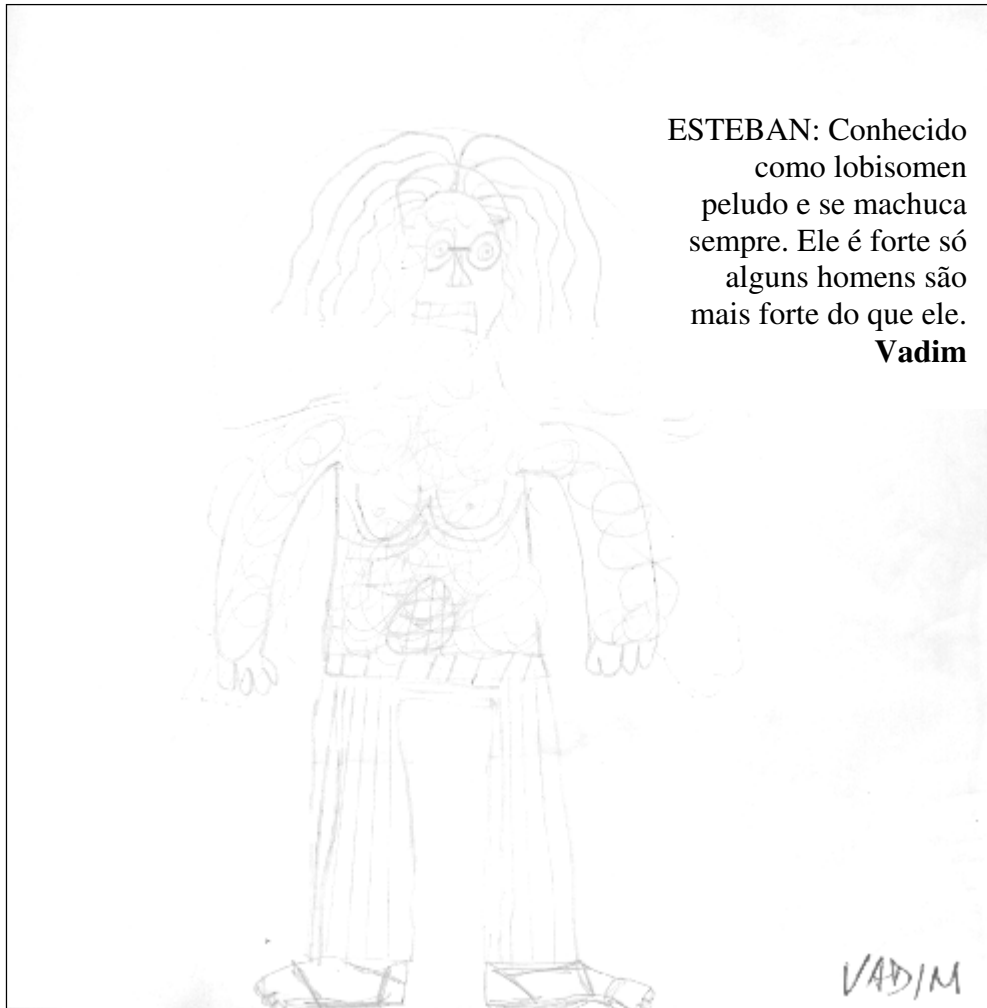 ESTEBAN: Conhecido
como lobisomen
peludo e se machuca
sempre. Ele é forte só
alguns homens são
mais forte do que ele.
Vadim
VADIM